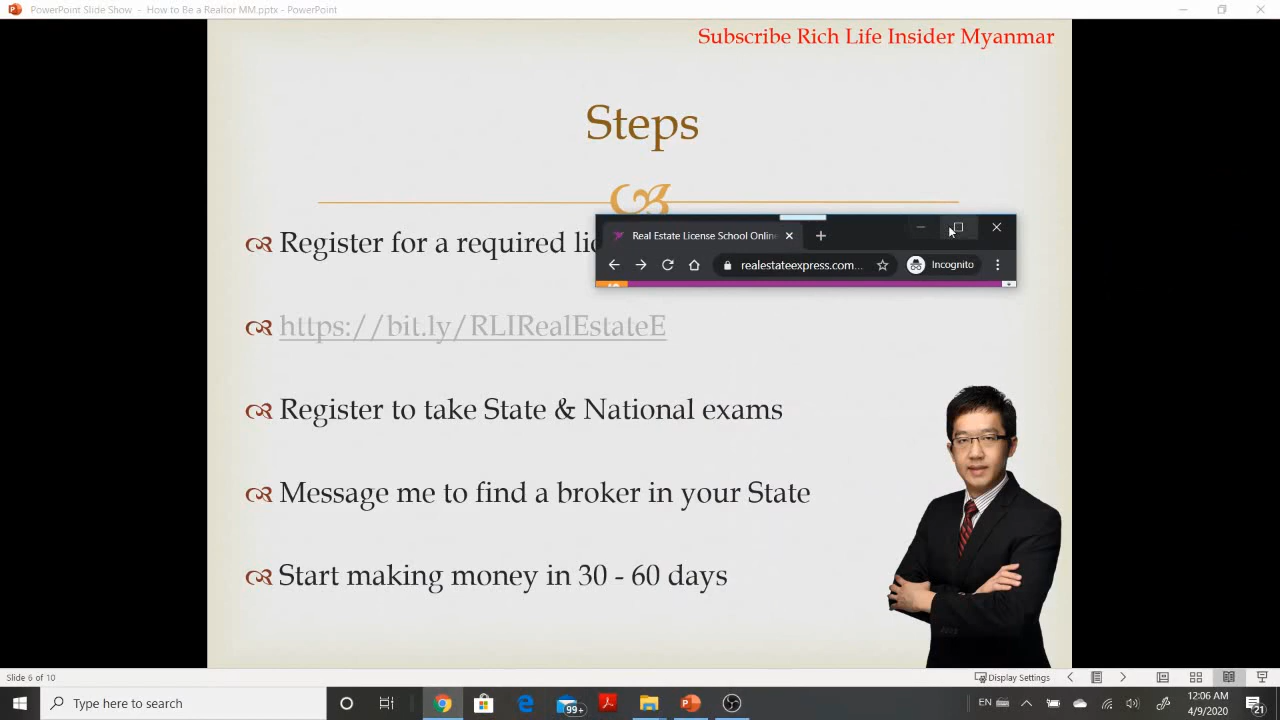 PowerPoint Slide Show - How to Be a Realtor MM.pptx - PowerPoint
Subscribe Rich Life Insider Myanmar
Steps
Register for a required lic
Real Estate License School Online
realestateexpress.com...
Incognito
https://bit.ly/RLIRealEstateE
Register to take State & National exams
Message me to find a broker in your State
Start making money in 30 - 60 days
Slide 6 of 10
Display Settings
Type here to search
99+
EN
12:06 AM
4/9/2020
21